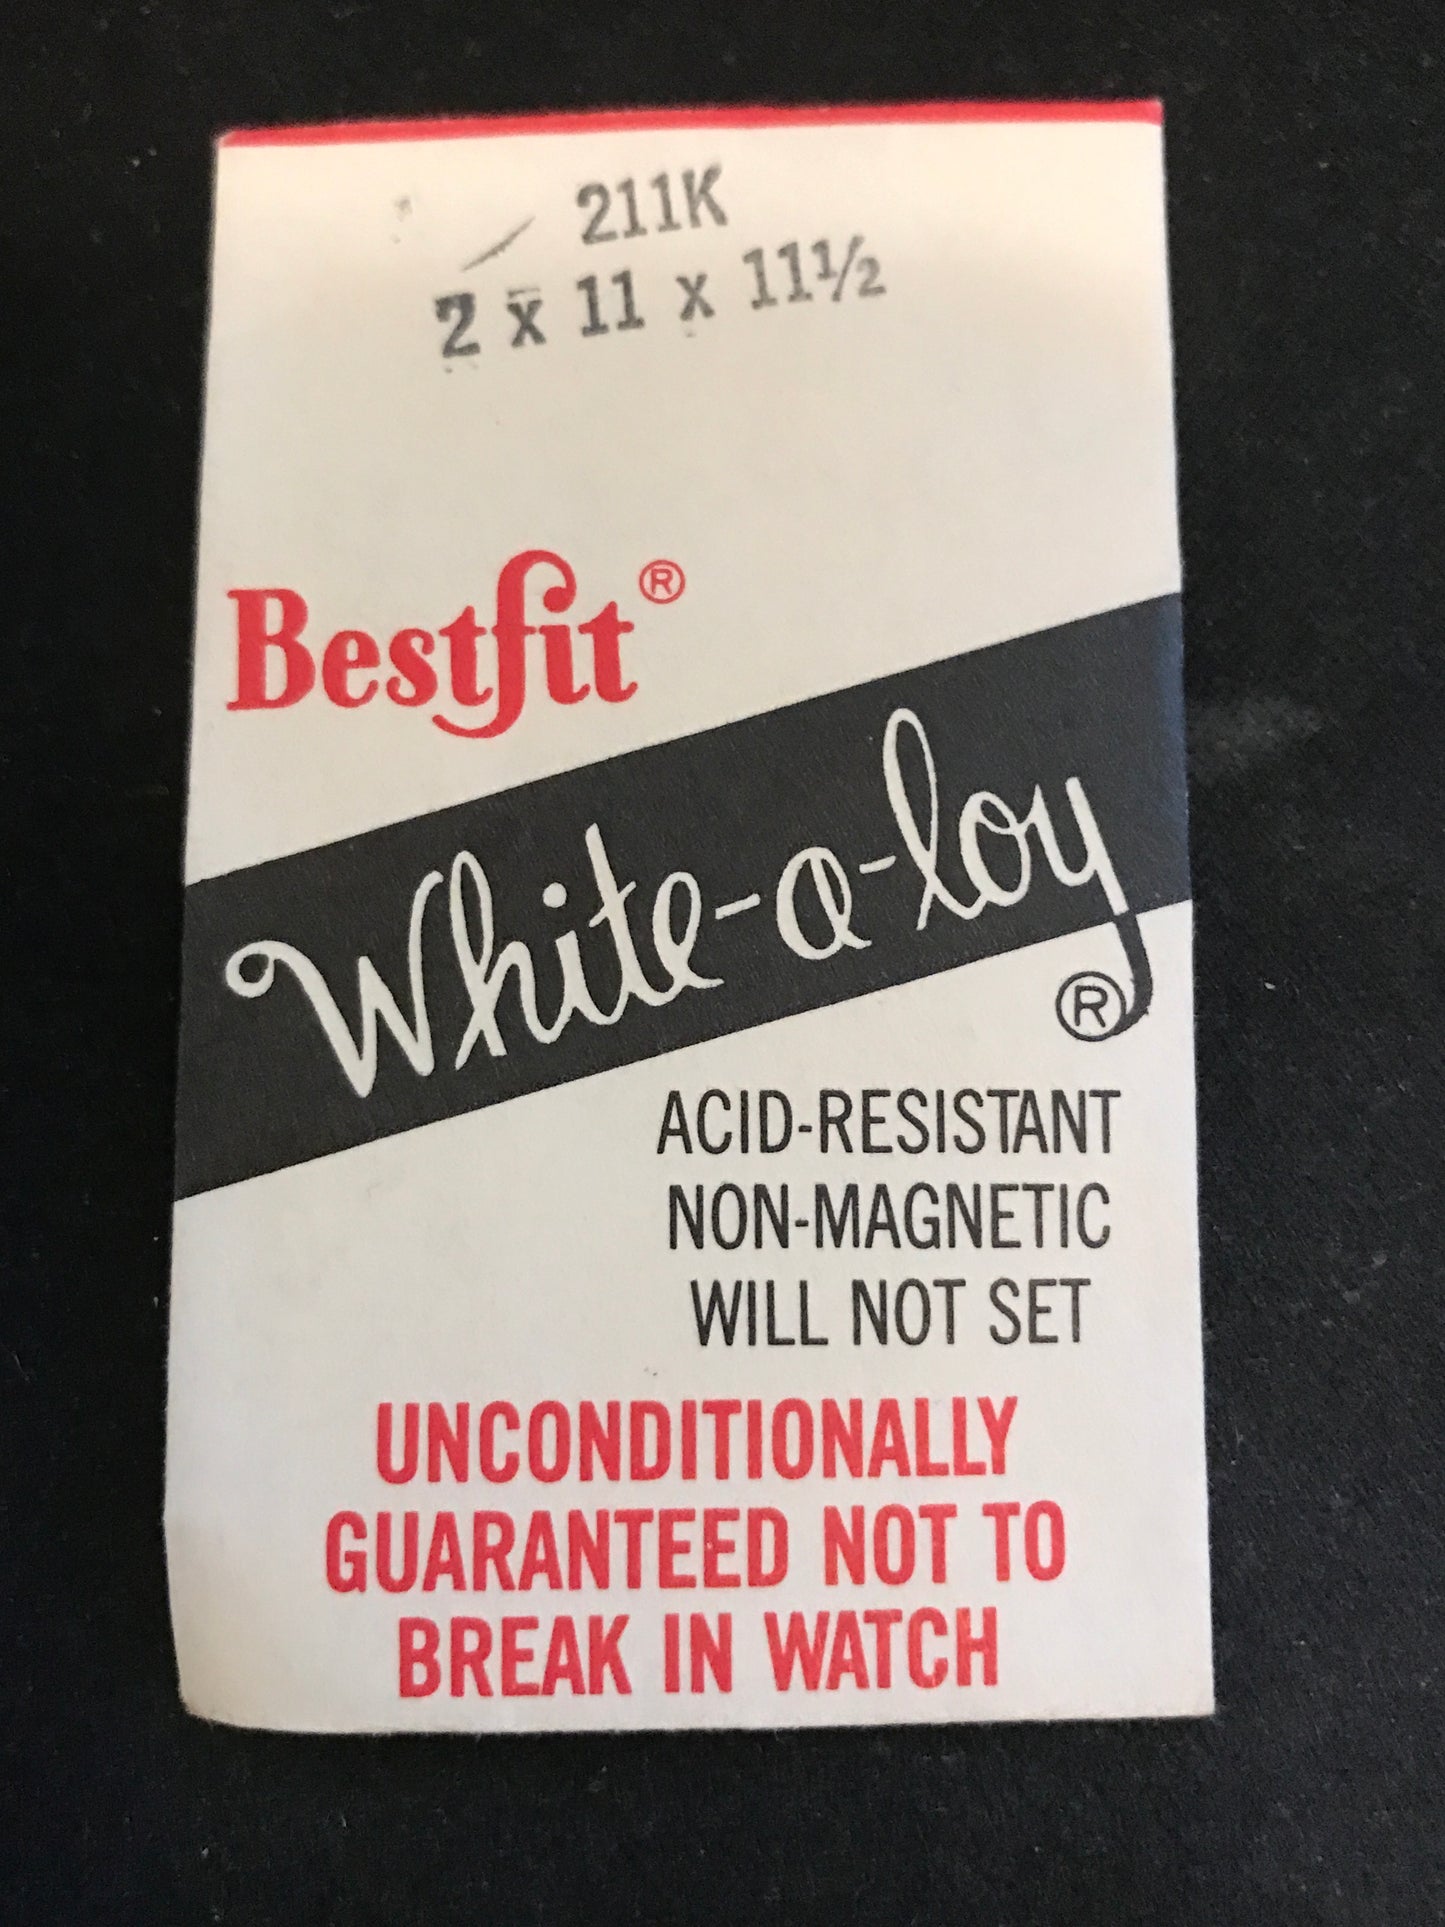 211K
2 x 11 x 11½
Bestfit®
White-a-loy
®
ACID-RESISTANT
NON-MAGNETIC
WILL NOT SET
UNCONDITIONALLY
GUARANTEED NOT TO
BREAK IN WATCH